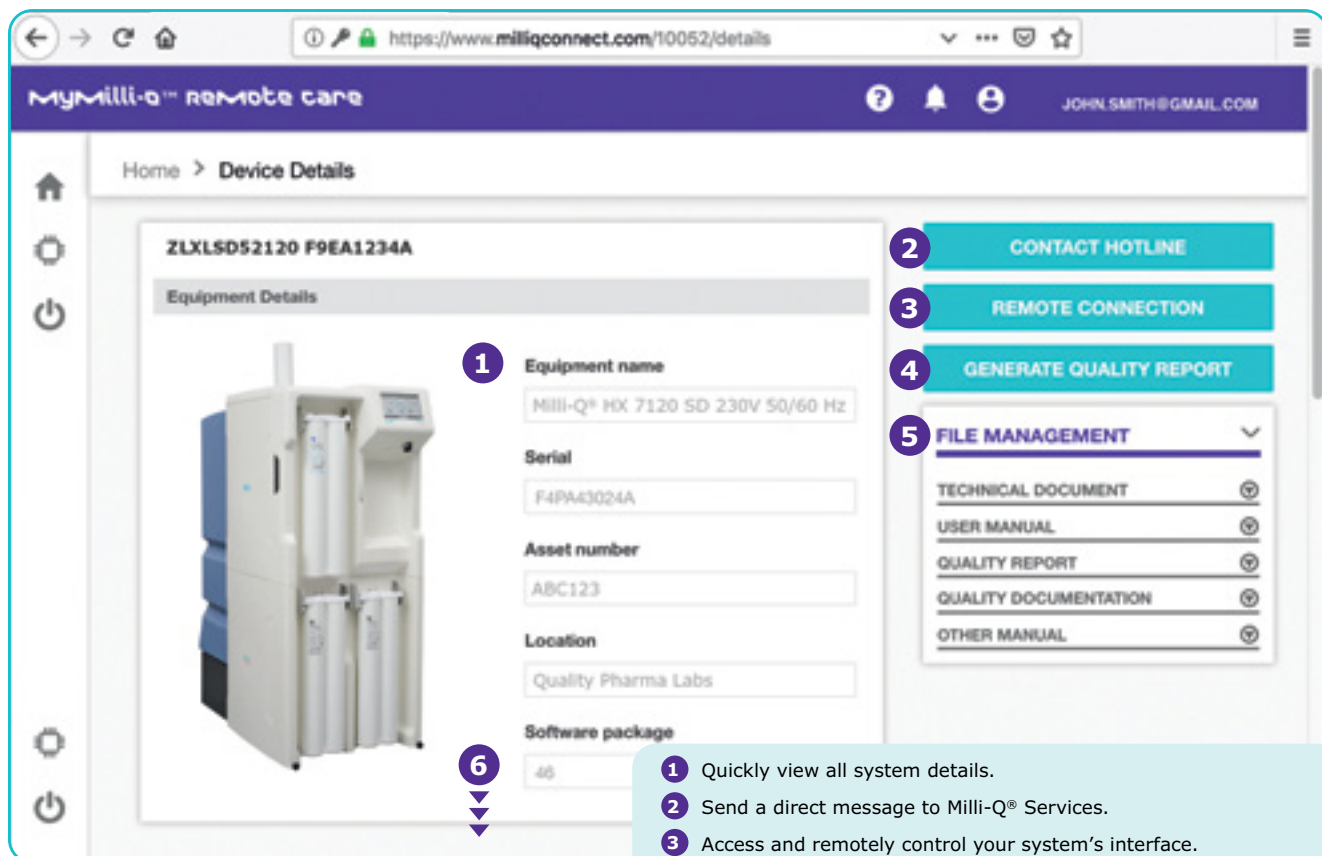 https://www.milliqconnect.com/10052/details
MyMilli-Q™ Remote Care
JOHN.SMITH@GMAIL.COM
Home > Device Details
ZLXLSD52120 F9EA1234A
Equipment Details
1
Equipment name
Milli-Q® HX 7120 SD 230V 50/60 Hz
Serial
F4PA43024A
Asset number
ABC123
Location
Quality Pharma Labs
Software package
6
46
2 CONTACT HOTLINE
3 REMOTE CONNECTION
4 GENERATE QUALITY REPORT
5 FILE MANAGEMENT
TECHNICAL DOCUMENT
USER MANUAL
QUALITY REPORT
QUALITY DOCUMENTATION
OTHER MANUAL
1 Quickly view all system details.
2 Send a direct message to Milli-Q® Services.
3 Access and remotely control your system's interface.